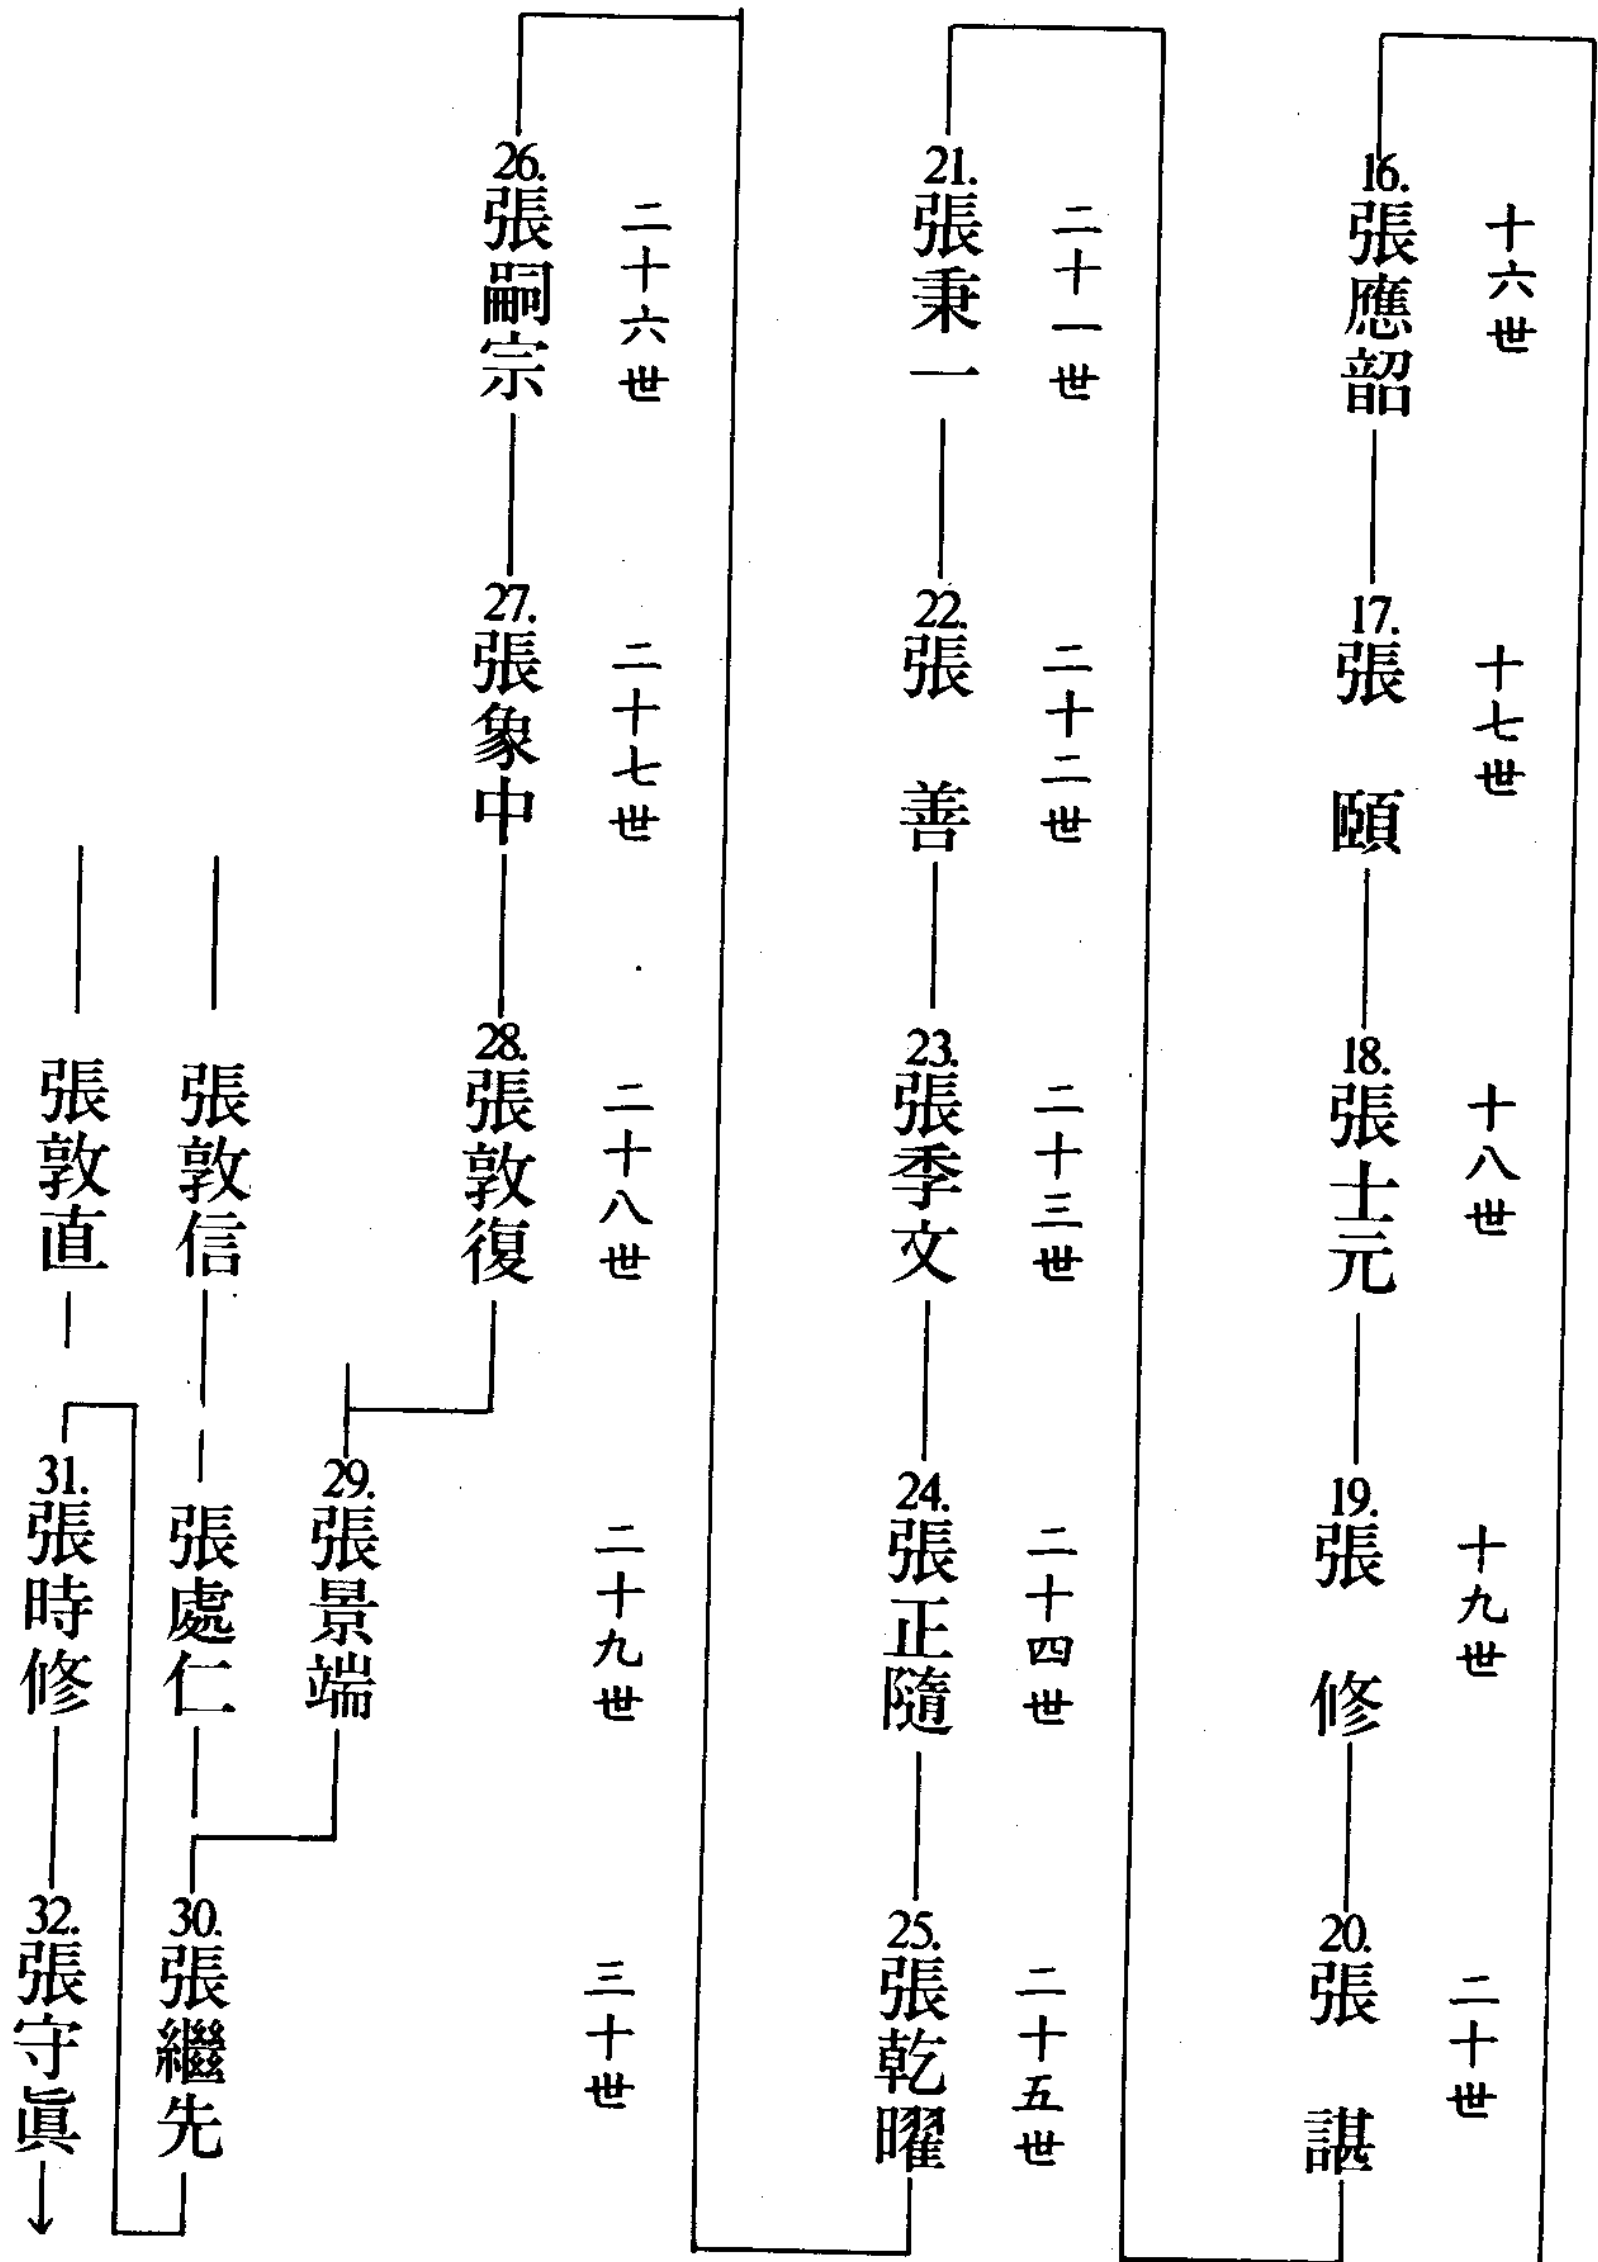 十六世
16.張應韶
十七世
17.張頤
十八世
18.張士元
十九世
19.張修
二十世
20.張諶
二十一世
21.張秉一
二十二世
22.張善
二十三世
23.張季文
二十四世
24.張正隨
二十五世
25.張乾曜
二十六世
26.張嗣宗
二十七世
27.張象中
二十八世
28.張敦復
二十九世
29.張景端
三十世
張敦信
張處仁
30.張繼先
張敦直
31.張時修
32.張守眞